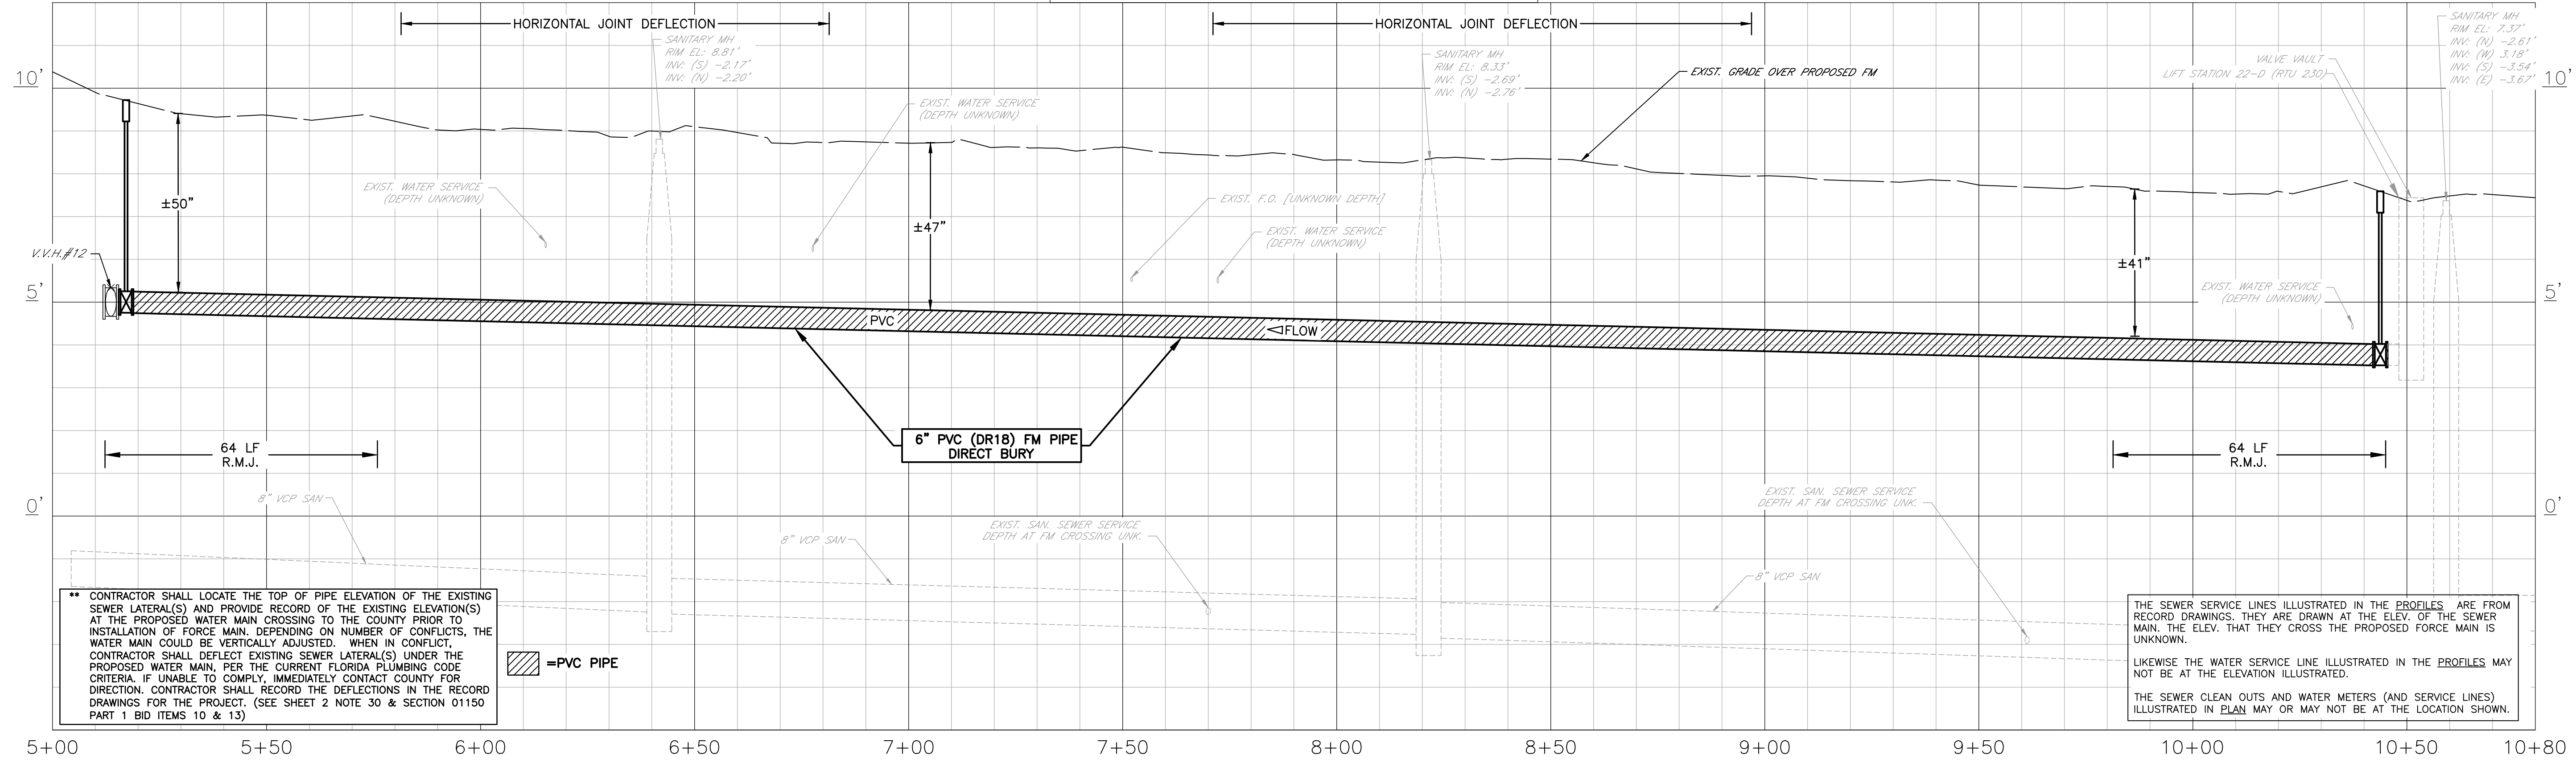 HORIZONTAL JOINT DEFLECTION
HORIZONTAL JOINT DEFLECTION
SANITARY MH
RIM EL: 8.81'
INV: (S) -2.17'
INV: (N) -2.20'
SANITARY MH
RIM EL: 8.33'
INV: (S) -2.69'
INV: (N) -2.76'
EXIST. GRADE OVER PROPOSED FM
VALVE VAULT
LIFT STATION 22-D (RTU 230)
SANITARY MH
RIM EL: 7.37'
INV: (N) -2.61'
INV: (W) 3.18'
INV: (S) -3.54'
INV: (E) -3.67'
10'
10'
EXIST. WATER SERVICE
(DEPTH UNKNOWN)
EXIST. WATER SERVICE
(DEPTH UNKNOWN)
±50"
±47"
EXIST. F.O. [UNKNOWN DEPTH]
EXIST. WATER SERVICE
(DEPTH UNKNOWN)
±41"
V.V.H.#12
EXIST. WATER SERVICE
(DEPTH UNKNOWN)
5'
5'
PVC
FLOW
6" PVC (DR18) FM PIPE
DIRECT BURY
64 LF
R.M.J.
64 LF
R.M.J.
8" VCP SAN
0'
0'
8" VCP SAN
EXIST. SAN. SEWER SERVICE
DEPTH AT FM CROSSING UNK.
EXIST. SAN. SEWER SERVICE
DEPTH AT FM CROSSING UNK.
8" VCP SAN
** CONTRACTOR SHALL LOCATE THE TOP OF PIPE ELEVATION OF THE EXISTING
SEWER LATERAL(S) AND PROVIDE RECORD OF THE EXISTING ELEVATION(S)
AT THE PROPOSED WATER MAIN CROSSING TO THE COUNTY PRIOR TO
INSTALLATION OF FORCE MAIN. DEPENDING ON NUMBER OF CONFLICTS, THE
WATER MAIN COULD BE VERTICALLY ADJUSTED. WHEN IN CONFLICT,
CONTRACTOR SHALL DEFLECT EXISTING SEWER LATERAL(S) UNDER THE
PROPOSED WATER MAIN, PER THE CURRENT FLORIDA PLUMBING CODE
CRITERIA. IF UNABLE TO COMPLY, IMMEDIATELY CONTACT COUNTY FOR
DIRECTION. CONTRACTOR SHALL RECORD THE DEFLECTIONS IN THE RECORD
DRAWINGS FOR THE PROJECT. (SEE SHEET 2 NOTE 30 & SECTION 01150
PART 1 BID ITEMS 10 & 13)
=PVC PIPE
THE SEWER SERVICE LINES ILLUSTRATED IN THE PROFILES ARE FROM
RECORD DRAWINGS. THEY ARE DRAWN AT THE ELEV. OF THE SEWER
MAIN. THE ELEV. THAT THEY CROSS THE PROPOSED FORCE MAIN IS
UNKNOWN.
LIKEWISE THE WATER SERVICE LINE ILLUSTRATED IN THE PROFILES MAY
NOT BE AT THE ELEVATION ILLUSTRATED.
THE SEWER CLEAN OUTS AND WATER METERS (AND SERVICE LINES)
ILLUSTRATED IN PLAN MAY OR MAY NOT BE AT THE LOCATION SHOWN.
5+00
5+50
6+00
6+50
7+00
7+50
8+00
8+50
9+00
9+50
10+00
10+50
10+80